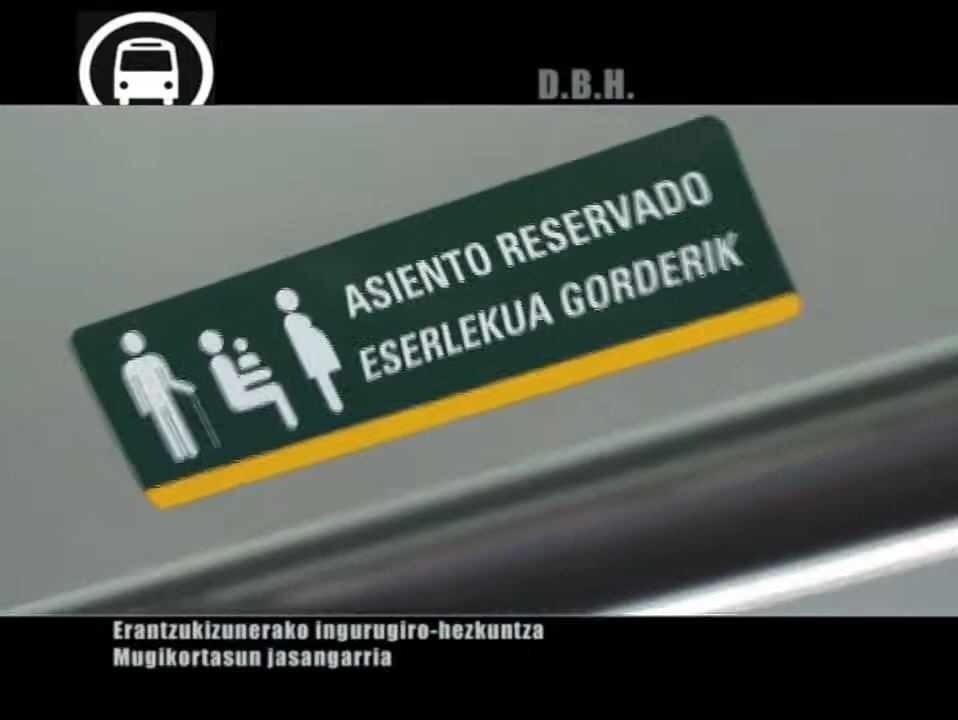 D.B.H.
ASIENTO RESERVADO
ESERLEKUA GORDERIK
Erantzukizunerako ingurugiro-hezkuntza
Mugikortasun jasangarria